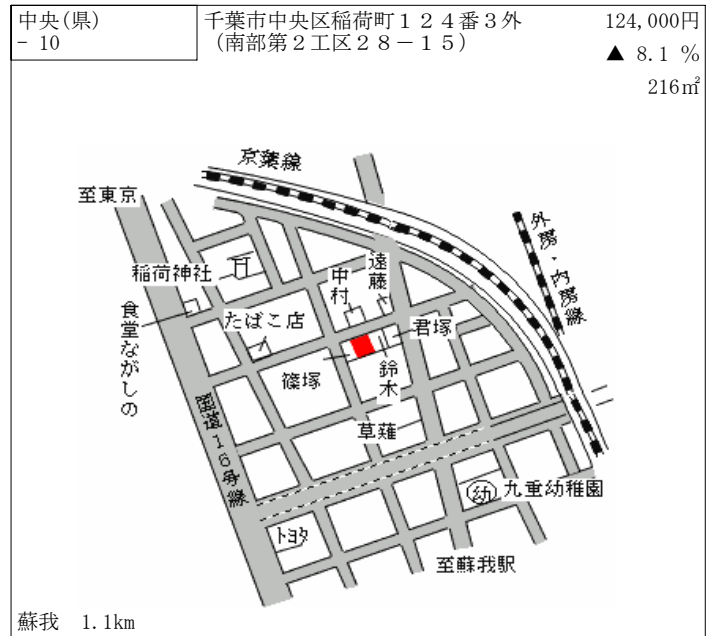 中央(県)
- 10
千葉市中央区稲荷町１２４番３外
（南部第２工区２８－１５）
124,000円
▲ 8.1 %
216㎡
京葉線
至東京
外房・内房線
稲荷神社
中村
遠藤
食堂ながしの
たばこ店
君塚
篠塚
鈴木
国道16号線
草薙
幼 九重幼稚園
トヨタ
至蘇我駅
蘇我 1.1km